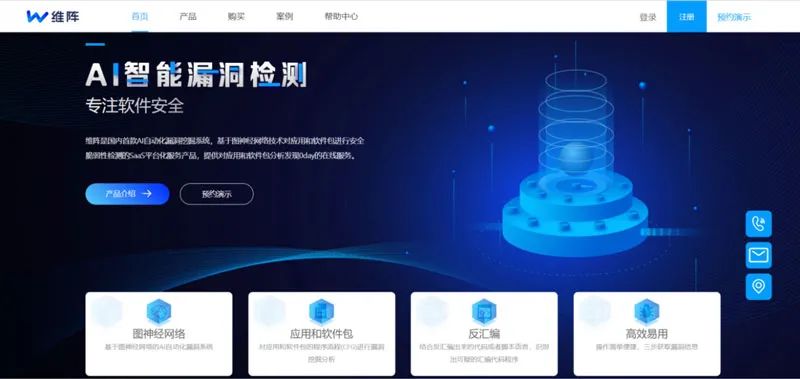 维阵
首页
产品
购买
案例
帮助中心
登录
注册
预约演示
AI智能漏洞检测
专注软件安全
维阵是国内首款AI自动化漏洞挖掘系统，基于图神经网络技术对应用和软件包进行安全
脆弱性检测的SaaS平台化服务产品，提供对应用和软件包分析发现0day的在线服务。
产品介绍 →
预约演示
图神经网络
基于图神经网络的AI自动化漏洞系统
应用和软件包
对应用和软件包的程序流程(CFG)进行漏洞
挖掘分析
反汇编
结合反汇编出来的代码或者脚本语言，识别
出可疑的汇编代码程序
高效易用
操作简单便捷，三步获取漏洞信息